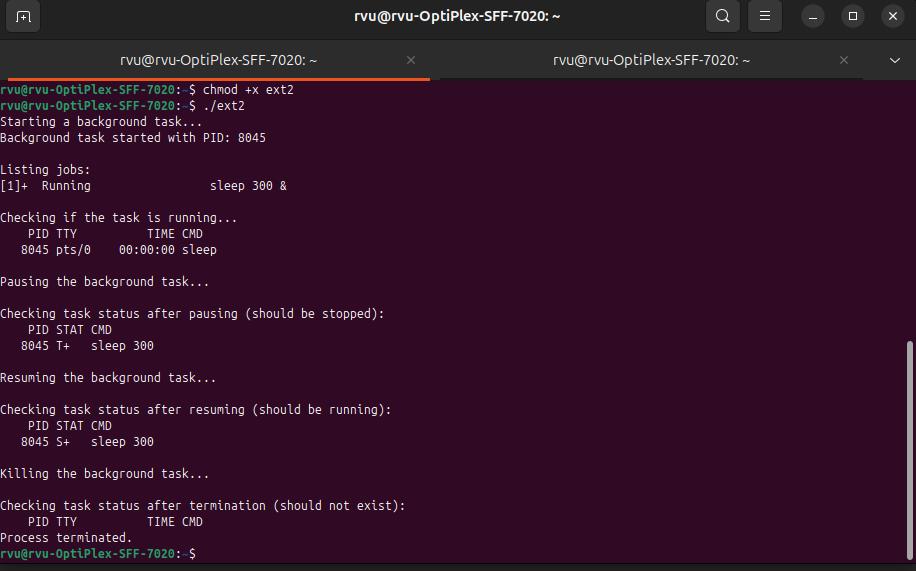 rvu@rvu-OptiPlex-SFF-7020: ~
rvu@rvu-OptiPlex-SFF-7020: ~
rvu@rvu-OptiPlex-SFF-7020: ~
rvu@rvu-OptiPlex-SFF-7020:~$ chmod +x ext2
rvu@rvu-OptiPlex-SFF-7020:~$ ./ext2
Starting a background task...
Background task started with PID: 8045

Listing jobs:
[1]+  Running                 sleep 300 &

Checking if the task is running...
    PID TTY          TIME CMD
   8045 pts/0    00:00:00 sleep

Pausing the background task...

Checking task status after pausing (should be stopped):
    PID STAT CMD
   8045 T+   sleep 300

Resuming the background task...

Checking task status after resuming (should be running):
    PID STAT CMD
   8045 S+   sleep 300

Killing the background task...

Checking task status after termination (should not exist):
    PID TTY          TIME CMD
Process terminated.
rvu@rvu-OptiPlex-SFF-7020:~$